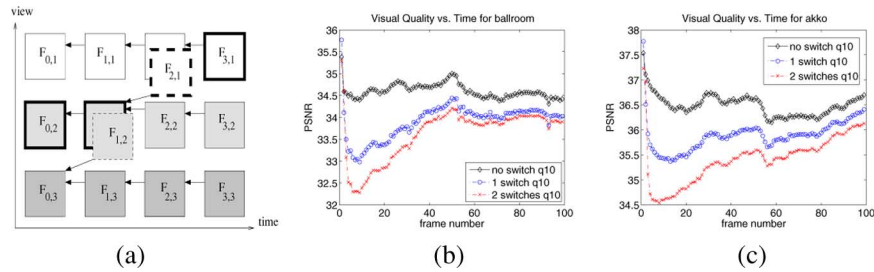 view
F0,1 F1,1 F2,1 F3,1
F0,2 F1,2 F2,2 F3,2
F0,3 F1,3 F2,3 F3,3
time
(a)
Visual Quality vs. Time for ballroom
PSNR
36
35.5
35
34.5
34
33.5
33
32.5
32
no switch q10
1 switch q10
2 switches q10
0 20 40 60 80 100
frame number
(b)
Visual Quality vs. Time for akko
PSNR
38
37.5
37
36.5
36
35.5
35
34.5
no switch q10
1 switch q10
2 switches q10
0 20 40 60 80 100
frame number
(c)